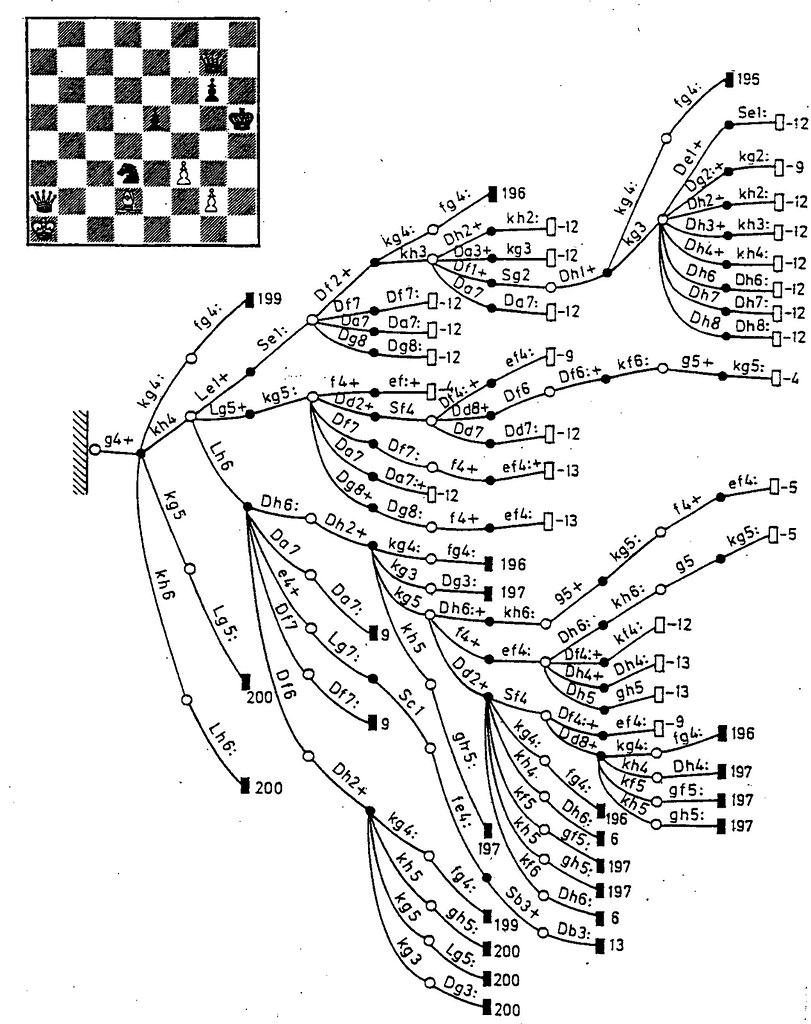 fg4: 195
Se1: -12
De1+
kg4:
Dg2:+ kg2: -9
Dh2+ kh2: -12
kg3
Dh3+ kh3: -12
Dh4+ kh4: -12
Dh6 Dh6: -12
Dh7 Dh7: -12
Dh8 Dh8: -12
fg4: 196
kg4:
Dh2+ kh2: -12
kh3 Da3+ kg3 -12
Df1+ Sg2 Dh1+
Da7 Da7: -12
Df2+
Df7 Df7: -12
Da7 Da7: -12
Dg8 Dg8: -12
fg4: 199
Se1:
kg4:
Le1+
kh4
g4+
Lg5+ kg5: f4+ ef:+ -4
Dd2+ Sf4 Df4:+ ef4: -9
Dd8+ Df6 Df6:+ kf6: g5+ kg5: -4
Dd7 Dd7: -12
Df7 Df7: f4+ ef4:+ -13
Da7 Da7:+ -12
Dg8+ Dg8: f4+ ef4: -13
Lh6
kg5
Lg5: 200
kh6
Lh6: 200
Dh6: Dh2+ kg4: fg4: 196
kg3 Dg3: 197
kg5 Dh6:+ kh6: g5+ kg5: f4+ ef4: -5
f4+ ef4: Dh6: kh6: g5 kg5: -5
Df4:+ kf4: -12
Dh4+ Dh4: -13
Dh5 gh5 -13
Dd2+ Sf4 Df4:+ ef4: -9
Dd8+ kg4: fg4: 196
kh4 Dh4: 197
kf5 gf5: 197
kh5 gh5: 197
kg4: fg4: 196
kh4 Dh6: 6
kf5 gf5: 197
kh5 gh5: 197
kf6 Dh6: 6
kh5 gh5: 197
Da7 Da7: 9
e4+ Lg7: Sc1 fe4: Sb3+ Db3: 13
Df7 Df7: 9
Df6 Dh2+ kg4: fg4: 199
kh5 gh5: 200
kg5 Lg5: 200
kg3 Dg3: 200